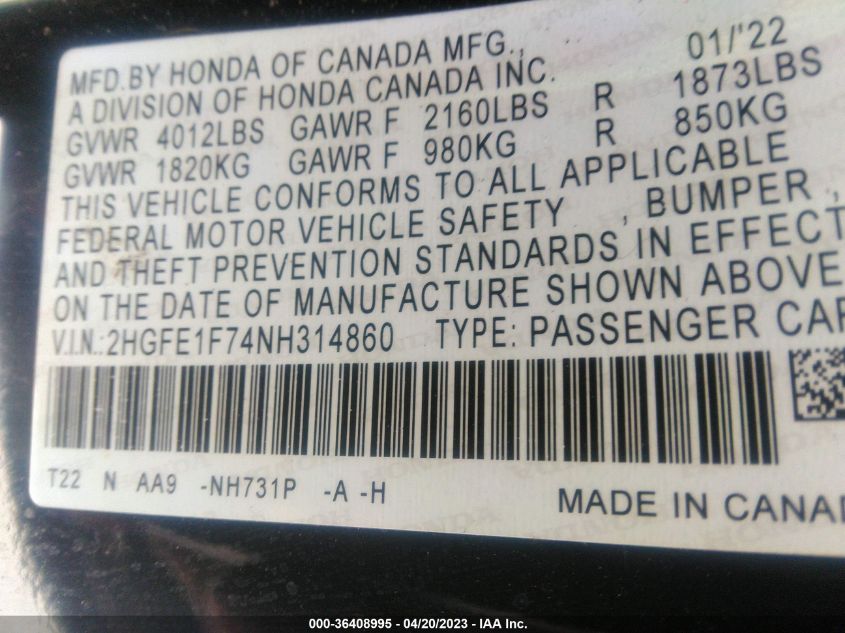 MFD.BY HONDA OF CANADA MFG., 01/'22
A DIVISION OF HONDA CANADA INC.
GVWR 4012LBS GAWR F 2160LBS R 1873LBS
GVWR 1820KG GAWR F 980KG R 850KG
THIS VEHICLE CONFORMS TO ALL APPLICABLE
FEDERAL MOTOR VEHICLE SAFETY , BUMPER ,
AND THEFT PREVENTION STANDARDS IN EFFECT
ON THE DATE OF MANUFACTURE SHOWN ABOVE
V.I.N.:2HGFE1F74NH314860 TYPE: PASSENGER CAR
T22 N AA9 -NH731P -A -H
MADE IN CANADA
000-36408995 - 04/20/2023 - IAA Inc.